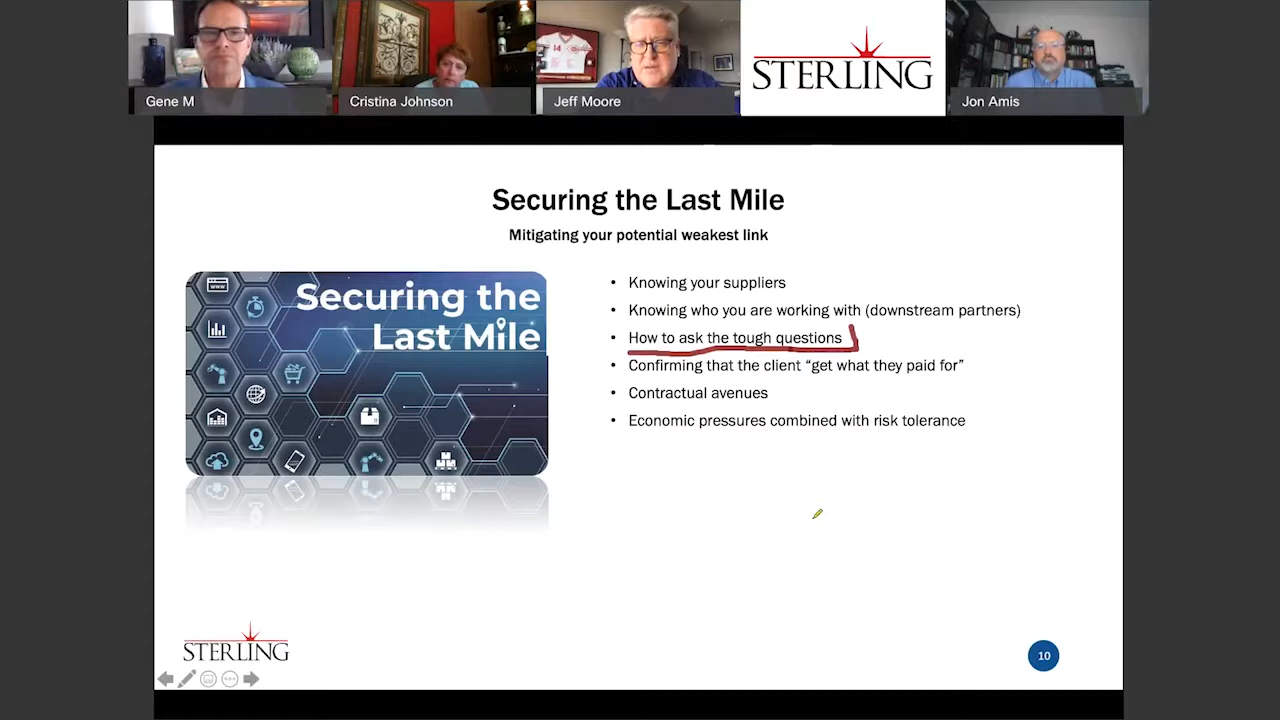 Gene M
Cristina Johnson
Jeff Moore
STERLING
Jon Amis
14
Securing the Last Mile
Mitigating your potential weakest link
Securing the
Last Mile
www
• Knowing your suppliers
• Knowing who you are working with (downstream partners)
• How to ask the tough questions
• Confirming that the client “get what they paid for”
• Contractual avenues
• Economic pressures combined with risk tolerance
STERLING
10